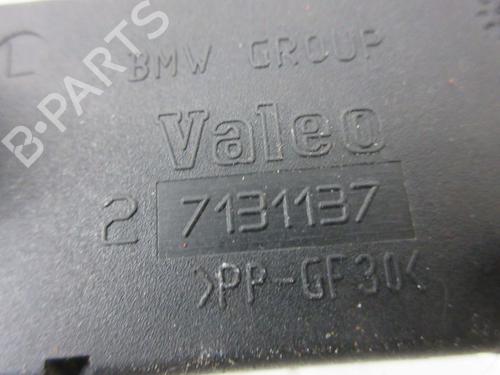 L
BMW GROUP
B-PARTS
Valeo
2 7131137
>PP-GF30<